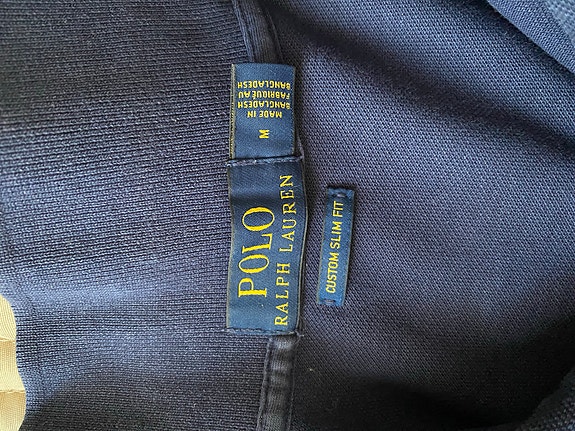 POLO
RALPH LAUREN
M
MADE IN
BANGLADESH
FABRIQUÉ AU
BANGLADESH
CUSTOM SLIM FIT